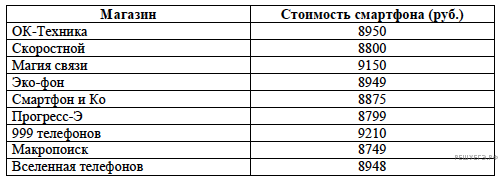 Магазин Стоимость смартфона (руб.)
ОК-Техника 8950
Скоростной 8800
Магия связи 9150
Эко-фон 8949
Смартфон и Ко 8875
Прогресс-Э 8799
999 телефонов 9210
Макропоиск 8749
Вселенная телефонов 8948